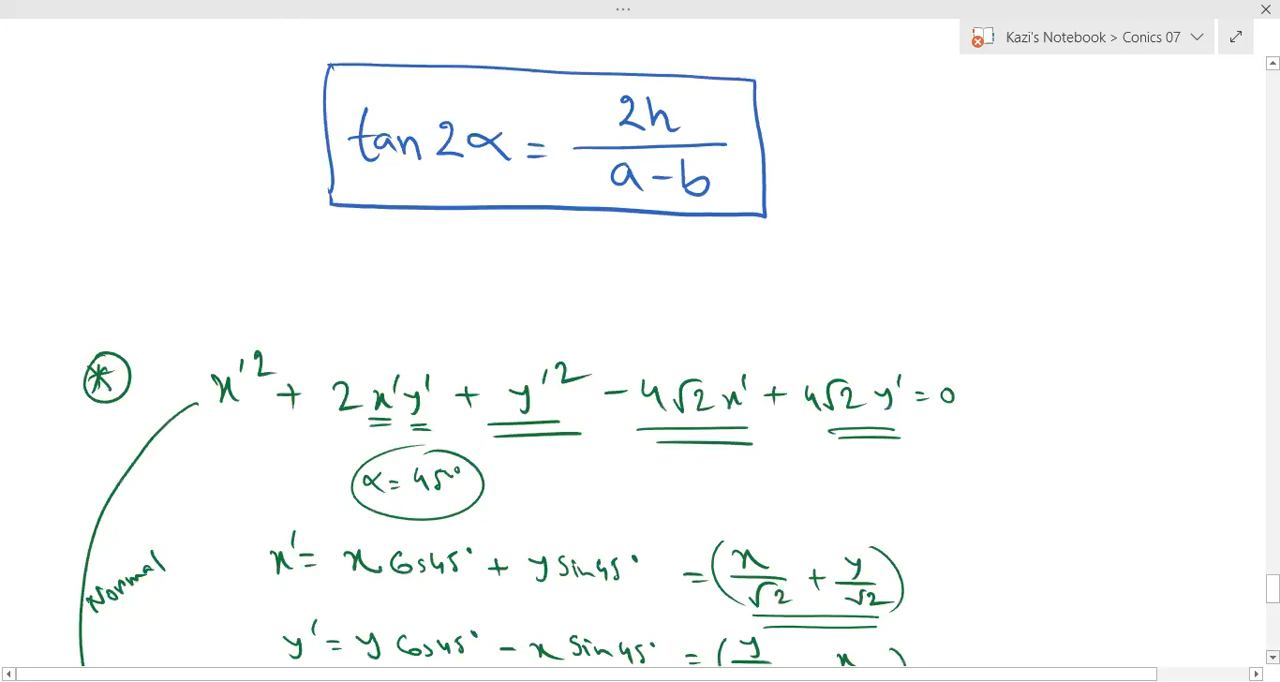 Kazi's Notebook > Conics 07
tan 2α = 2h / a - b
* x'² + 2x'y' + y'² - 4√2 x' + 4√2 y' = 0
α = 45°
Normal
x' = x Cos45° + y Sin45° = (x/√2 + y/√2)
y' = y Cos45° - x Sin45° = (y x )